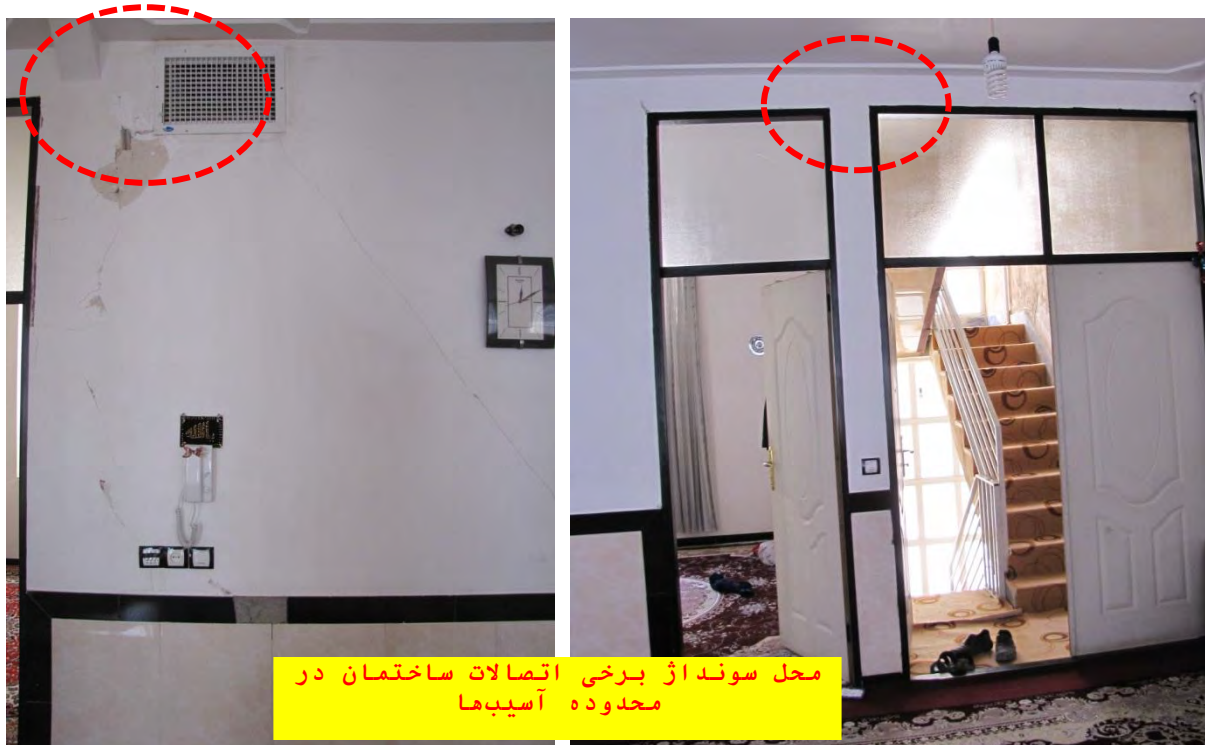 محل سونداژ برخی اتصالات ساختمان در
محدوده آسیب‌ها